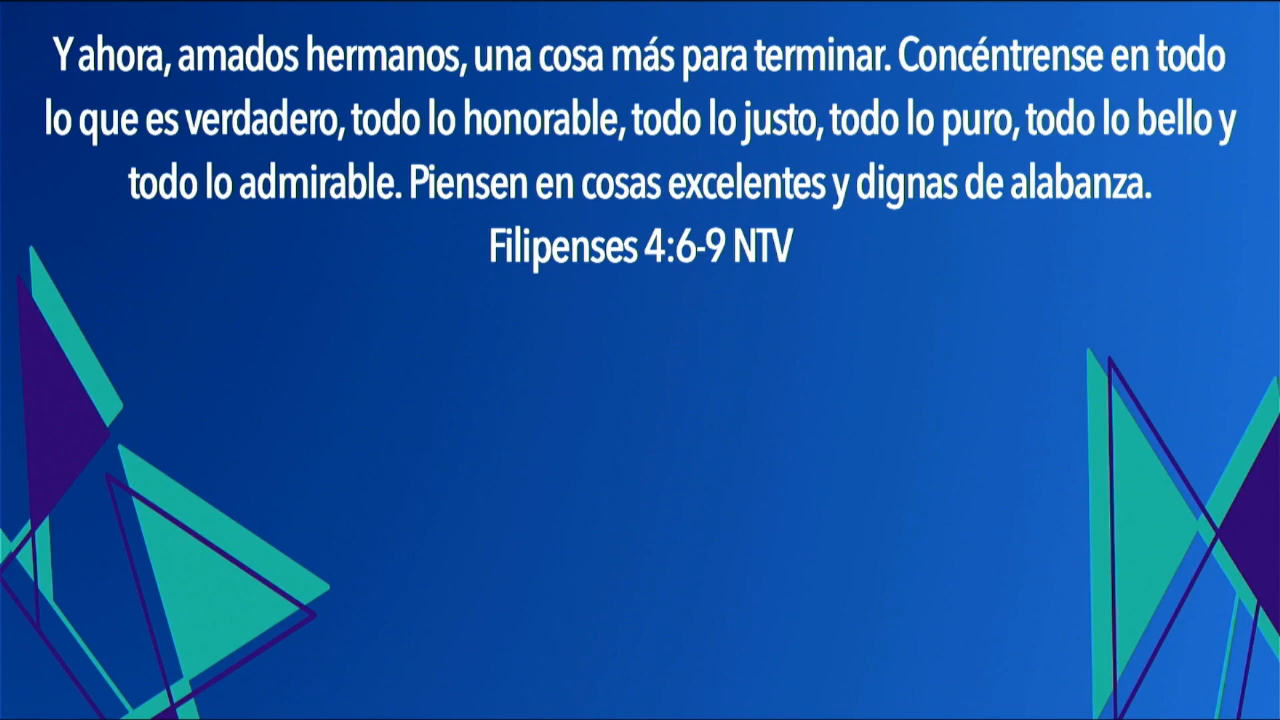 Y ahora, amados hermanos, una cosa más para terminar. Concéntrense en todo
lo que es verdadero, todo lo honorable, todo lo justo, todo lo puro, todo lo bello y
todo lo admirable. Piensen en cosas excelentes y dignas de alabanza.
Filipenses 4:6-9 NTV